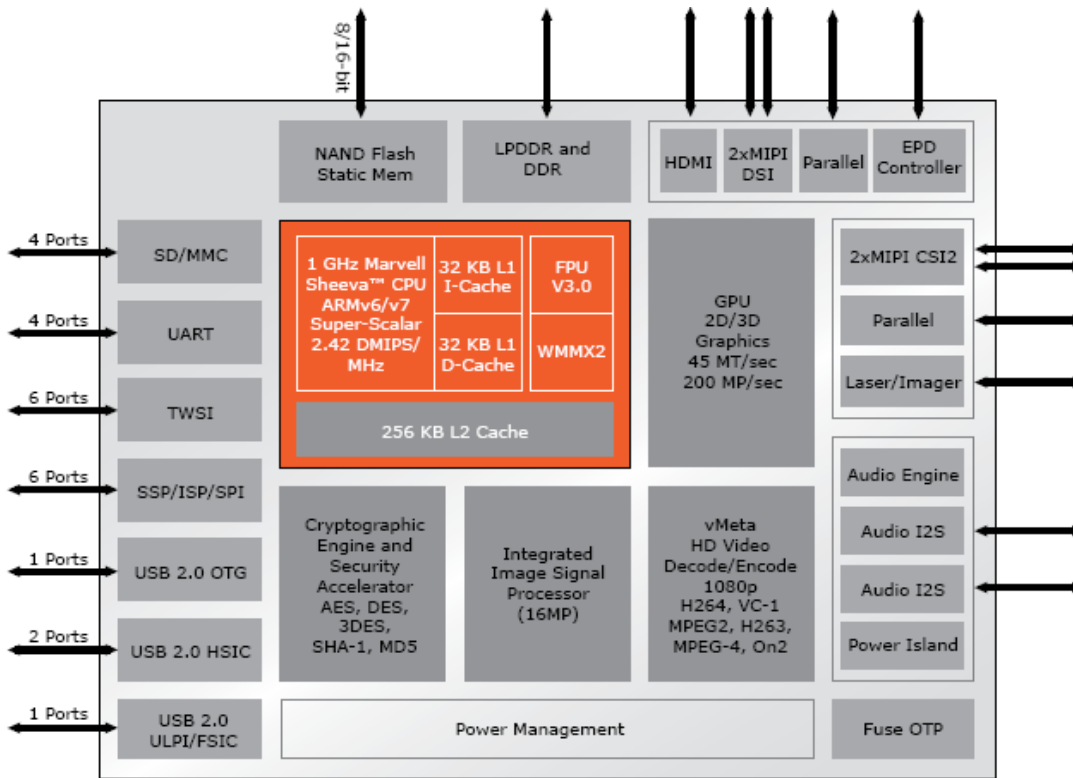 8/16-bit
NAND Flash
Static Mem
LPDDR and
DDR
HDMI
2xMIPI
DSI
Parallel
EPD
Controller
4 Ports
SD/MMC
4 Ports
UART
6 Ports
TWSI
6 Ports
SSP/ISP/SPI
1 Ports
USB 2.0 OTG
2 Ports
USB 2.0 HSIC
1 Ports
USB 2.0
ULPI/FSIC
1 GHz Marvell
Sheeva™ CPU
ARMv6/v7
Super-Scalar
2.42 DMIPS/
MHz
32 KB L1
I-Cache
32 KB L1
D-Cache
FPU
V3.0
WMMX2
256 KB L2 Cache
GPU
2D/3D
Graphics
45 MT/sec
200 MP/sec
2xMIPI CSI2
Parallel
Laser/Imager
Cryptographic
Engine and
Security
Accelerator
AES, DES,
3DES,
SHA-1, MD5
Integrated
Image Signal
Processor
(16MP)
vMeta
HD Video
Decode/Encode
1080p
H264, VC-1
MPEG2, H263,
MPEG-4, On2
Audio Engine
Audio I2S
Audio I2S
Power Island
Power Management
Fuse OTP